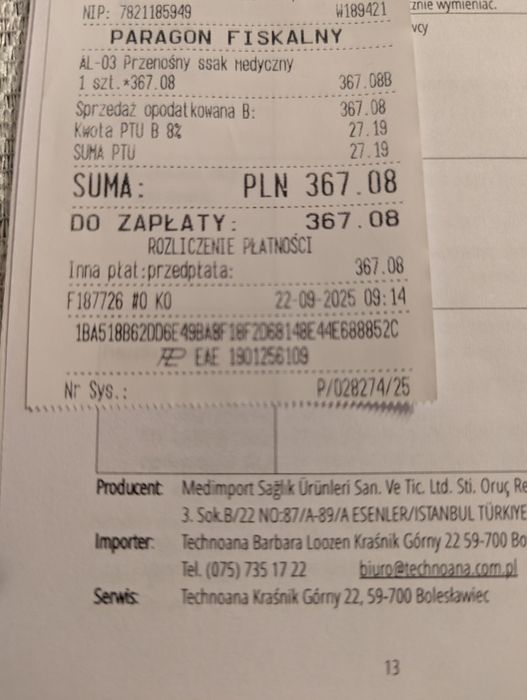 NIP: 7821185949 W189421
PARAGON FISKALNY
AL-03 Przenośny ssak medyczny
1 szt.*367.08 367.08B
Sprzedaż opodatkowana B: 367.08
Kwota PTU B 8% 27.19
SUMA PTU 27.19
SUMA: PLN 367.08
DO ZAPŁATY: 367.08
ROZLICZENIE PŁATNOŚCI
Inna płat:przedpłata: 367.08
F187726 #0 KO 22-09-2025 09:14
1BA518B62DD6E49BA8F18F2D68148E44E688852C
EAE 1901256109
Nr Sys.: P/028274/25
znie wymieniać.
Producent: Medimport Sağlık Ürünleri San. Ve Tic. Ltd. Sti. Oruç Re
3. Sok.B/22 NO:87/A-89/A ESENLER/ISTANBUL TÜRKIYE
Importer: Technoana Barbara Loozen Kraśnik Górny 22 59-700 Bo
Tel. (075) 735 17 22 biuro@technoana.com.pl
Serwis: Technoana Kraśnik Górny 22, 59-700 Bolesławiec
13